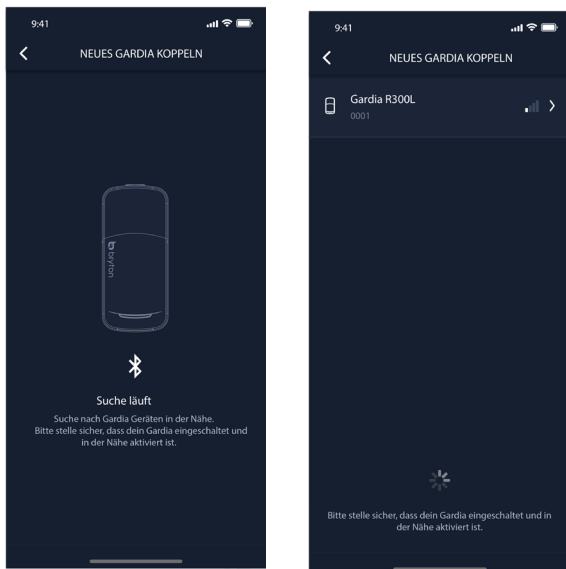 9:41
NEUES GARDIA KOPPELN
bryton
Suche läuft
Suche nach Gardia Geräten in der Nähe.
Bitte stelle sicher, dass dein Gardia eingeschaltet und
in der Nähe aktiviert ist.
9:41
NEUES GARDIA KOPPELN
Gardia R300L
0001
Bitte stelle sicher, dass dein Gardia eingeschaltet und in
der Nähe aktiviert ist.